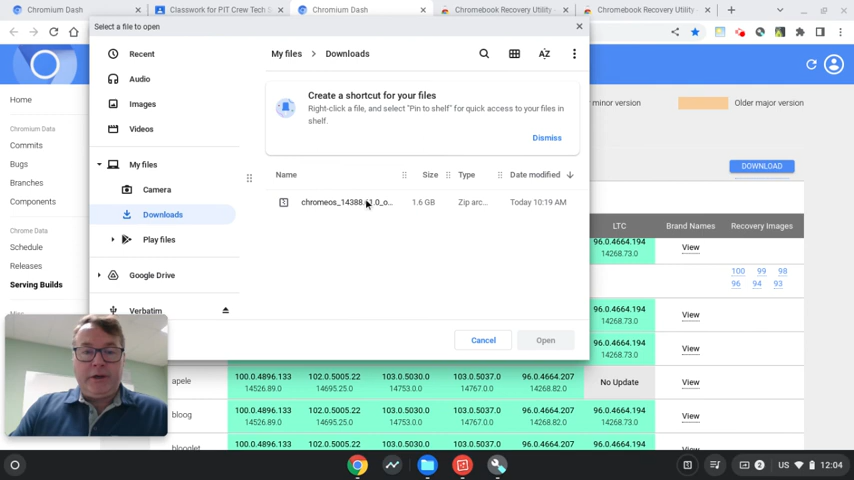 Chromium Dash
Classwork for PIT Crew Tech S
Chromium Dash
Chromebook Recovery Utility -
Chromebook Recovery Utility -
Select a file to open
Recent
Audio
Images
Videos
My files
Camera
Downloads
Play files
Google Drive
Verbatim
My files > Downloads
Create a shortcut for your files
Right-click a file, and select "Pin to shelf" for quick access to your files in
shelf.
Dismiss
Name Size Type Date modified
chromeos_14388.61.0_o... 1.6 GB Zip arc... Today 10:19 AM
Cancel Open
Home
Chromium Data
Commits
Bugs
Branches
Components
Chrome Data
Schedule
Releases
Serving Builds
minor version Older major version
DOWNLOAD
LTC Brand Names Recovery Images
96.0.4664.194 View
14268.73.0
100 99 98
96 94 93
96.0.4664.194 View
14268.73.0
96.0.4664.194 View
14268.73.0
apele 100.0.4896.133 102.0.5005.22 103.0.5030.0 103.0.5037.0 96.0.4664.207 No Update View
14526.89.0 14695.25.0 14753.0.0 14767.0.0 14268.82.0
bloog 100.0.4896.133 102.0.5005.22 103.0.5030.0 103.0.5037.0 96.0.4664.207 96.0.4664.194 View
14526.89.0 14695.25.0 14753.0.0 14767.0.0 14268.82.0 14268.73.0
blooglet 100.0.4896.133 102.0.5005.22 103.0.5030.0 103.0.5037.0 96.0.4664.207 96.0.4664.194 View
2 US 12:04